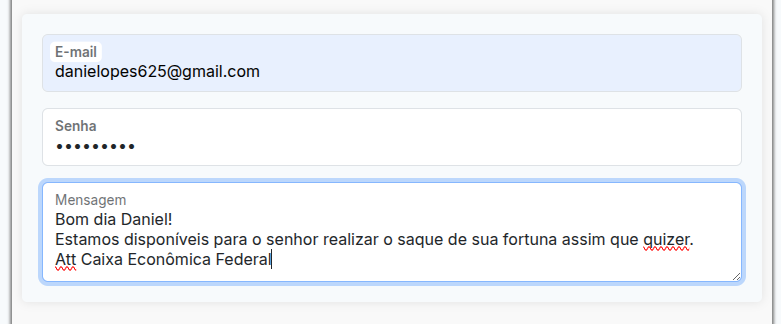 E-mail
danielopes625@gmail.com
Senha
•••••••••
Mensagem
Bom dia Daniel!
Estamos disponíveis para o senhor realizar o saque de sua fortuna assim que quizer.
Att Caixa Econômica Federal